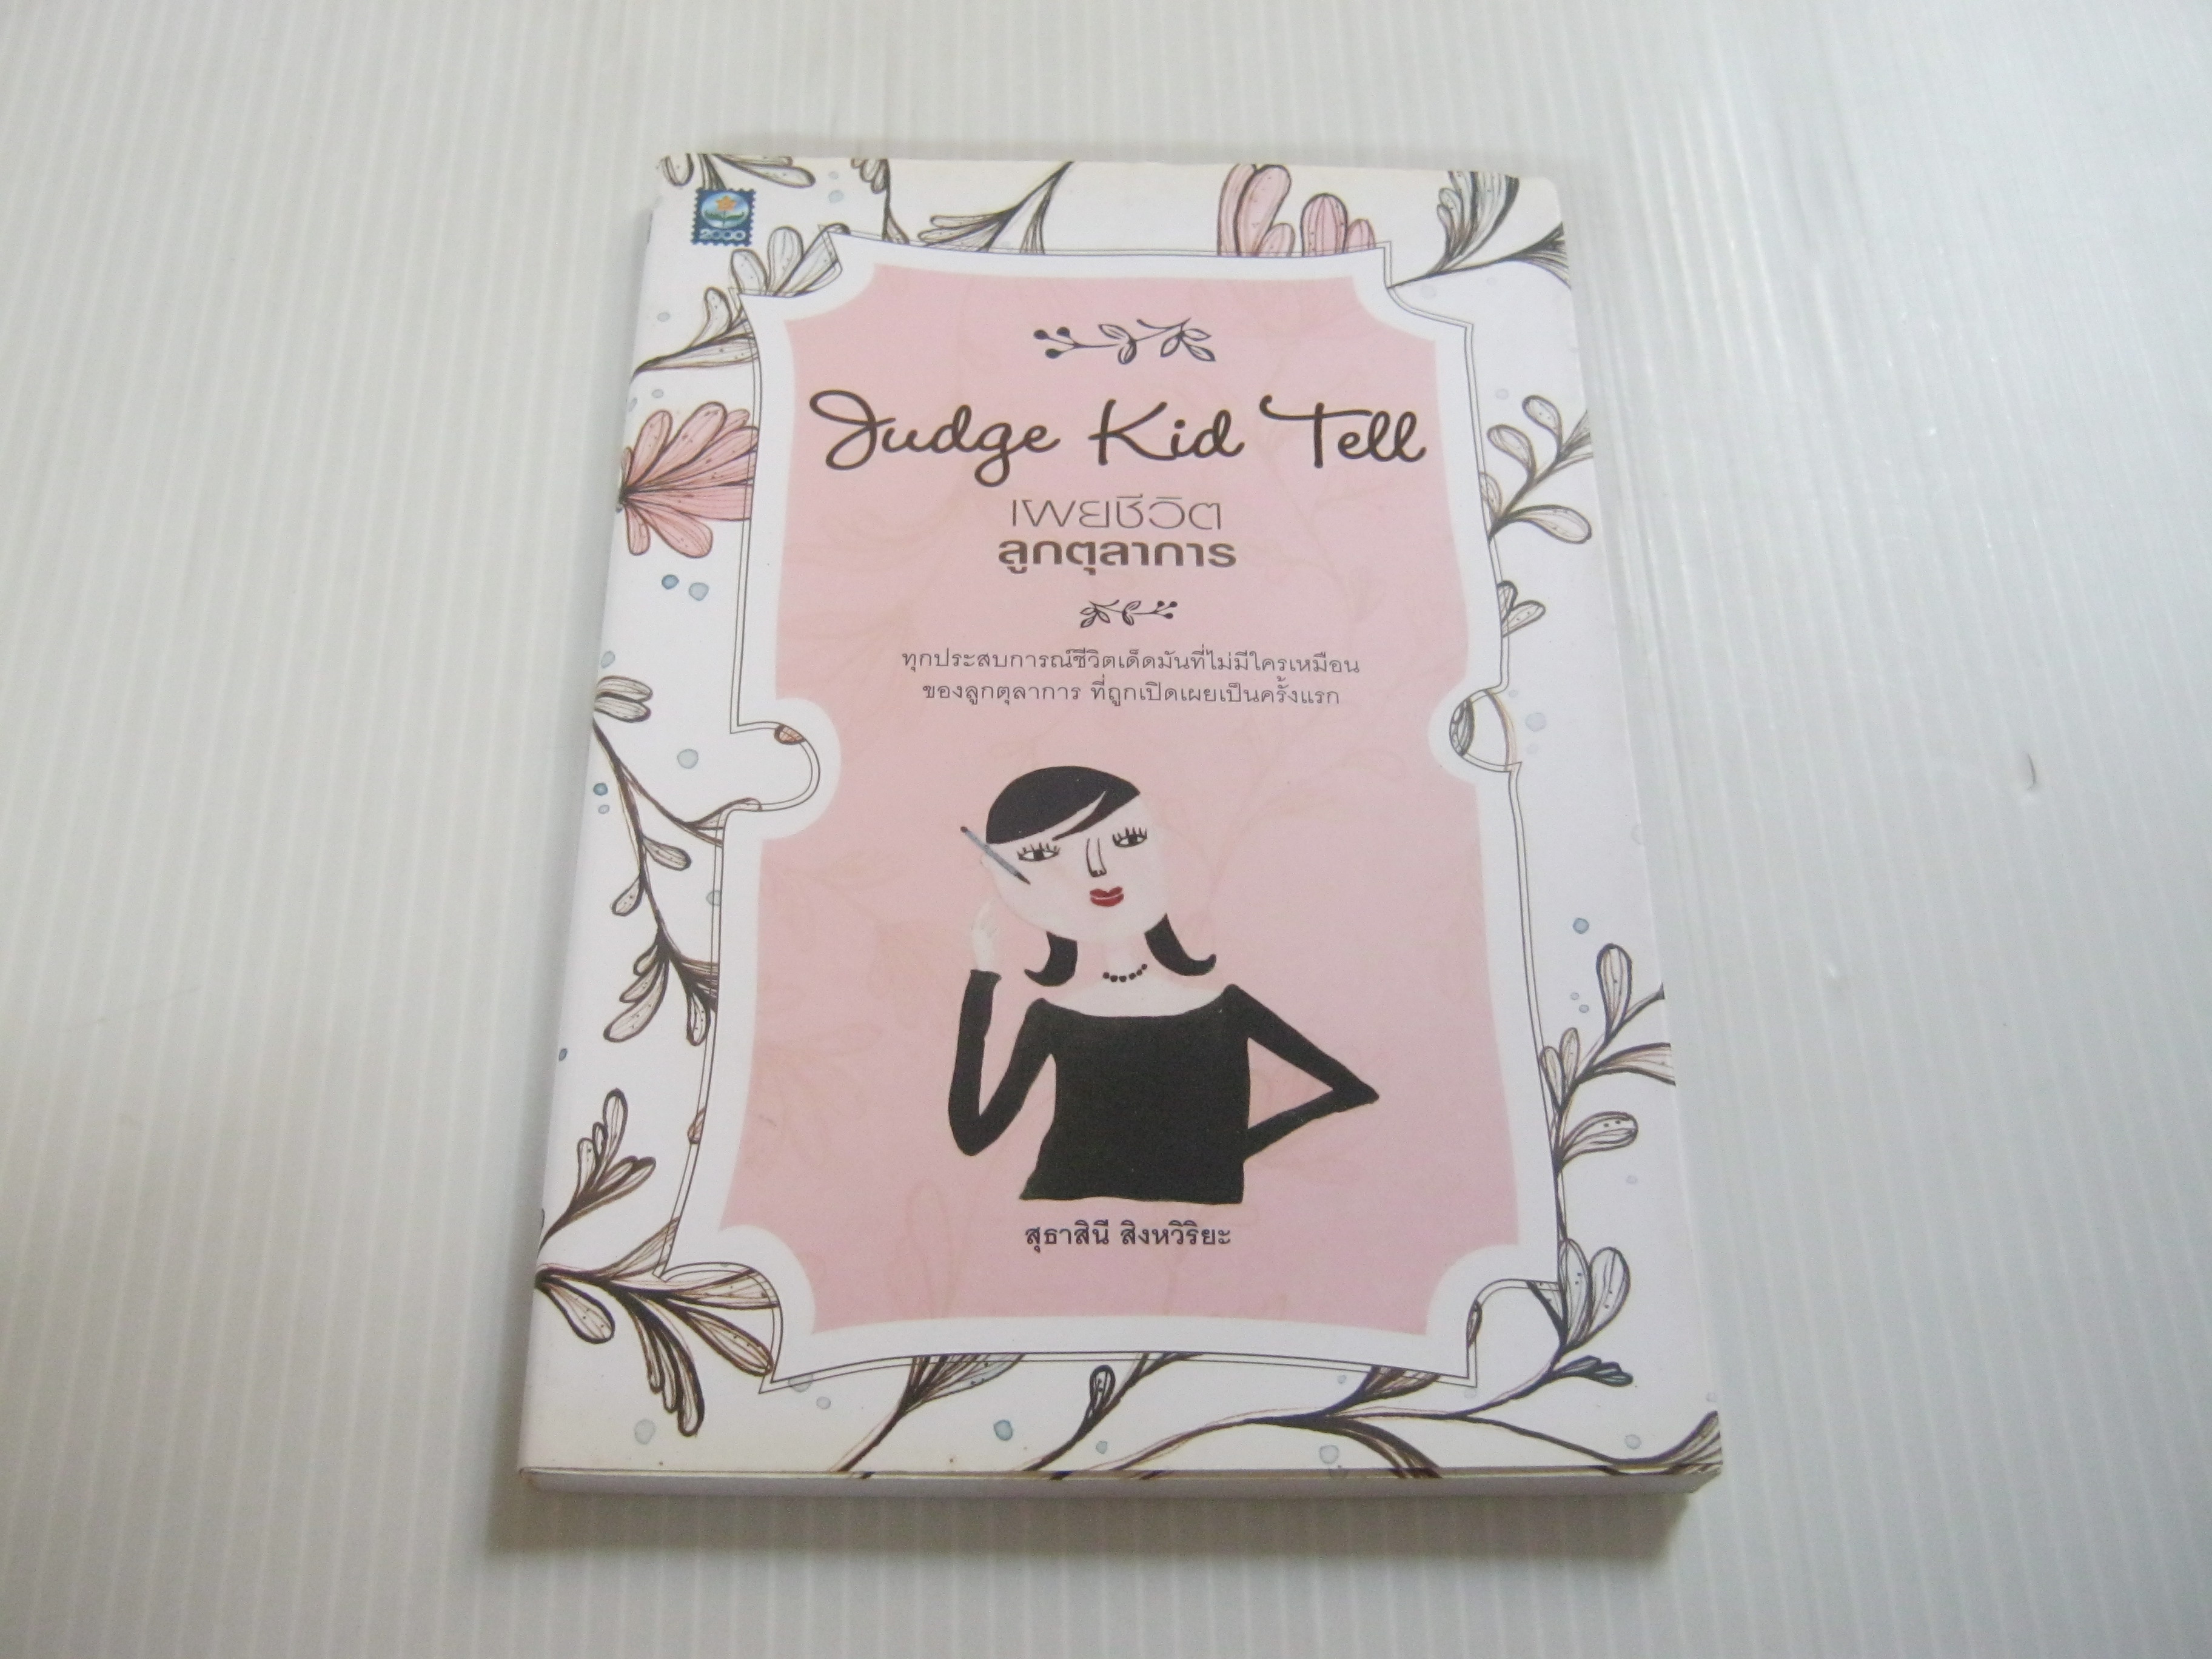 2000
Judge Kid Tell
เผยชีวิต
ลูกตุลาการ
ทุกประสบการณ์ชีวิตเด็ดมันที่ไม่มีใครเหมือน
ของลูกตุลาการ ที่ถูกเปิดเผยเป็นครั้งแรก
สุธาสินี สิงหวิริยะ